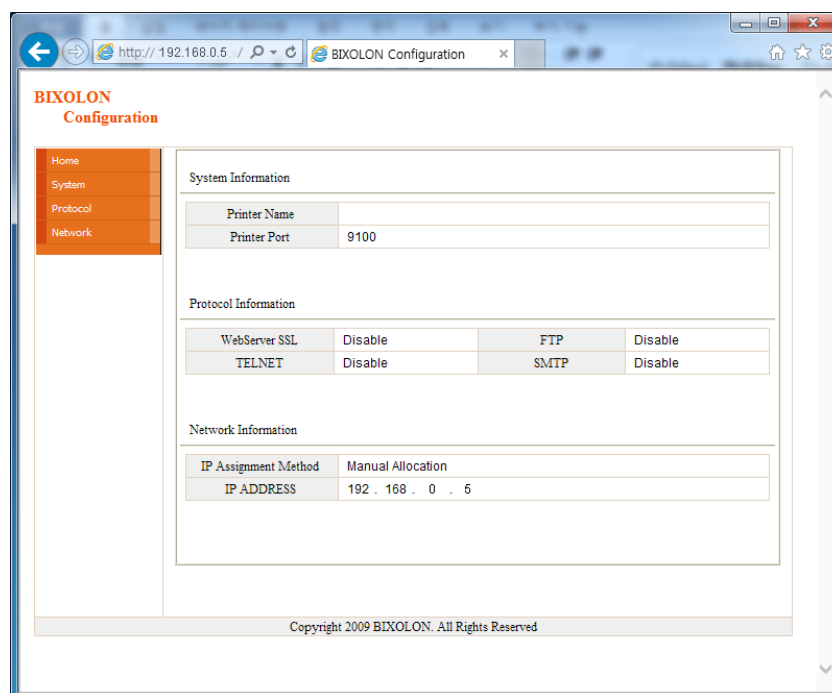 http://192.168.0.5/
BIXOLON Configuration
BIXOLON
Configuration
Home
System
Protocol
Network
System Information
Printer Name
Printer Port 9100
Protocol Information
WebServer SSL Disable FTP Disable
TELNET Disable SMTP Disable
Network Information
IP Assignment Method Manual Allocation
IP ADDRESS 192 . 168 . 0 . 5
Copyright 2009 BIXOLON. All Rights Reserved